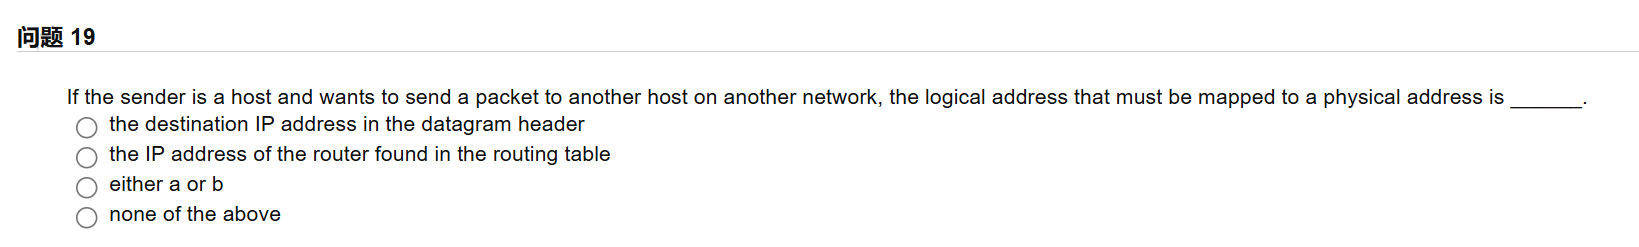 问题 19
If the sender is a host and wants to send a packet to another host on another network, the logical address that must be mapped to a physical address is ______.
the destination IP address in the datagram header
the IP address of the router found in the routing table
either a or b
none of the above